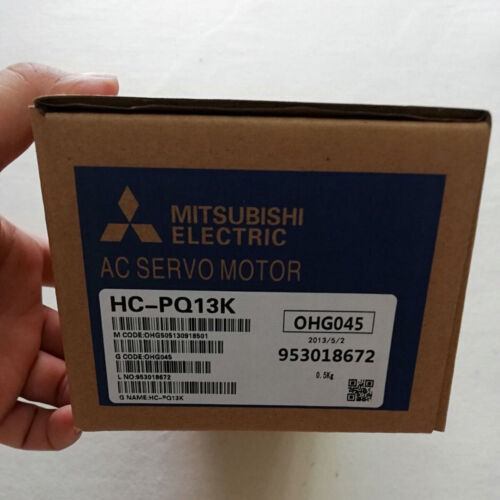 MITSUBISHI
ELECTRIC
AC SERVO MOTOR
HC-PQ13K
M CODE:OHG505130918501
G CODE:OHG045
L NO:953018672
G NAME:HC-PQ13K
OHG045
2013/5/2
953018672
0.5Kg